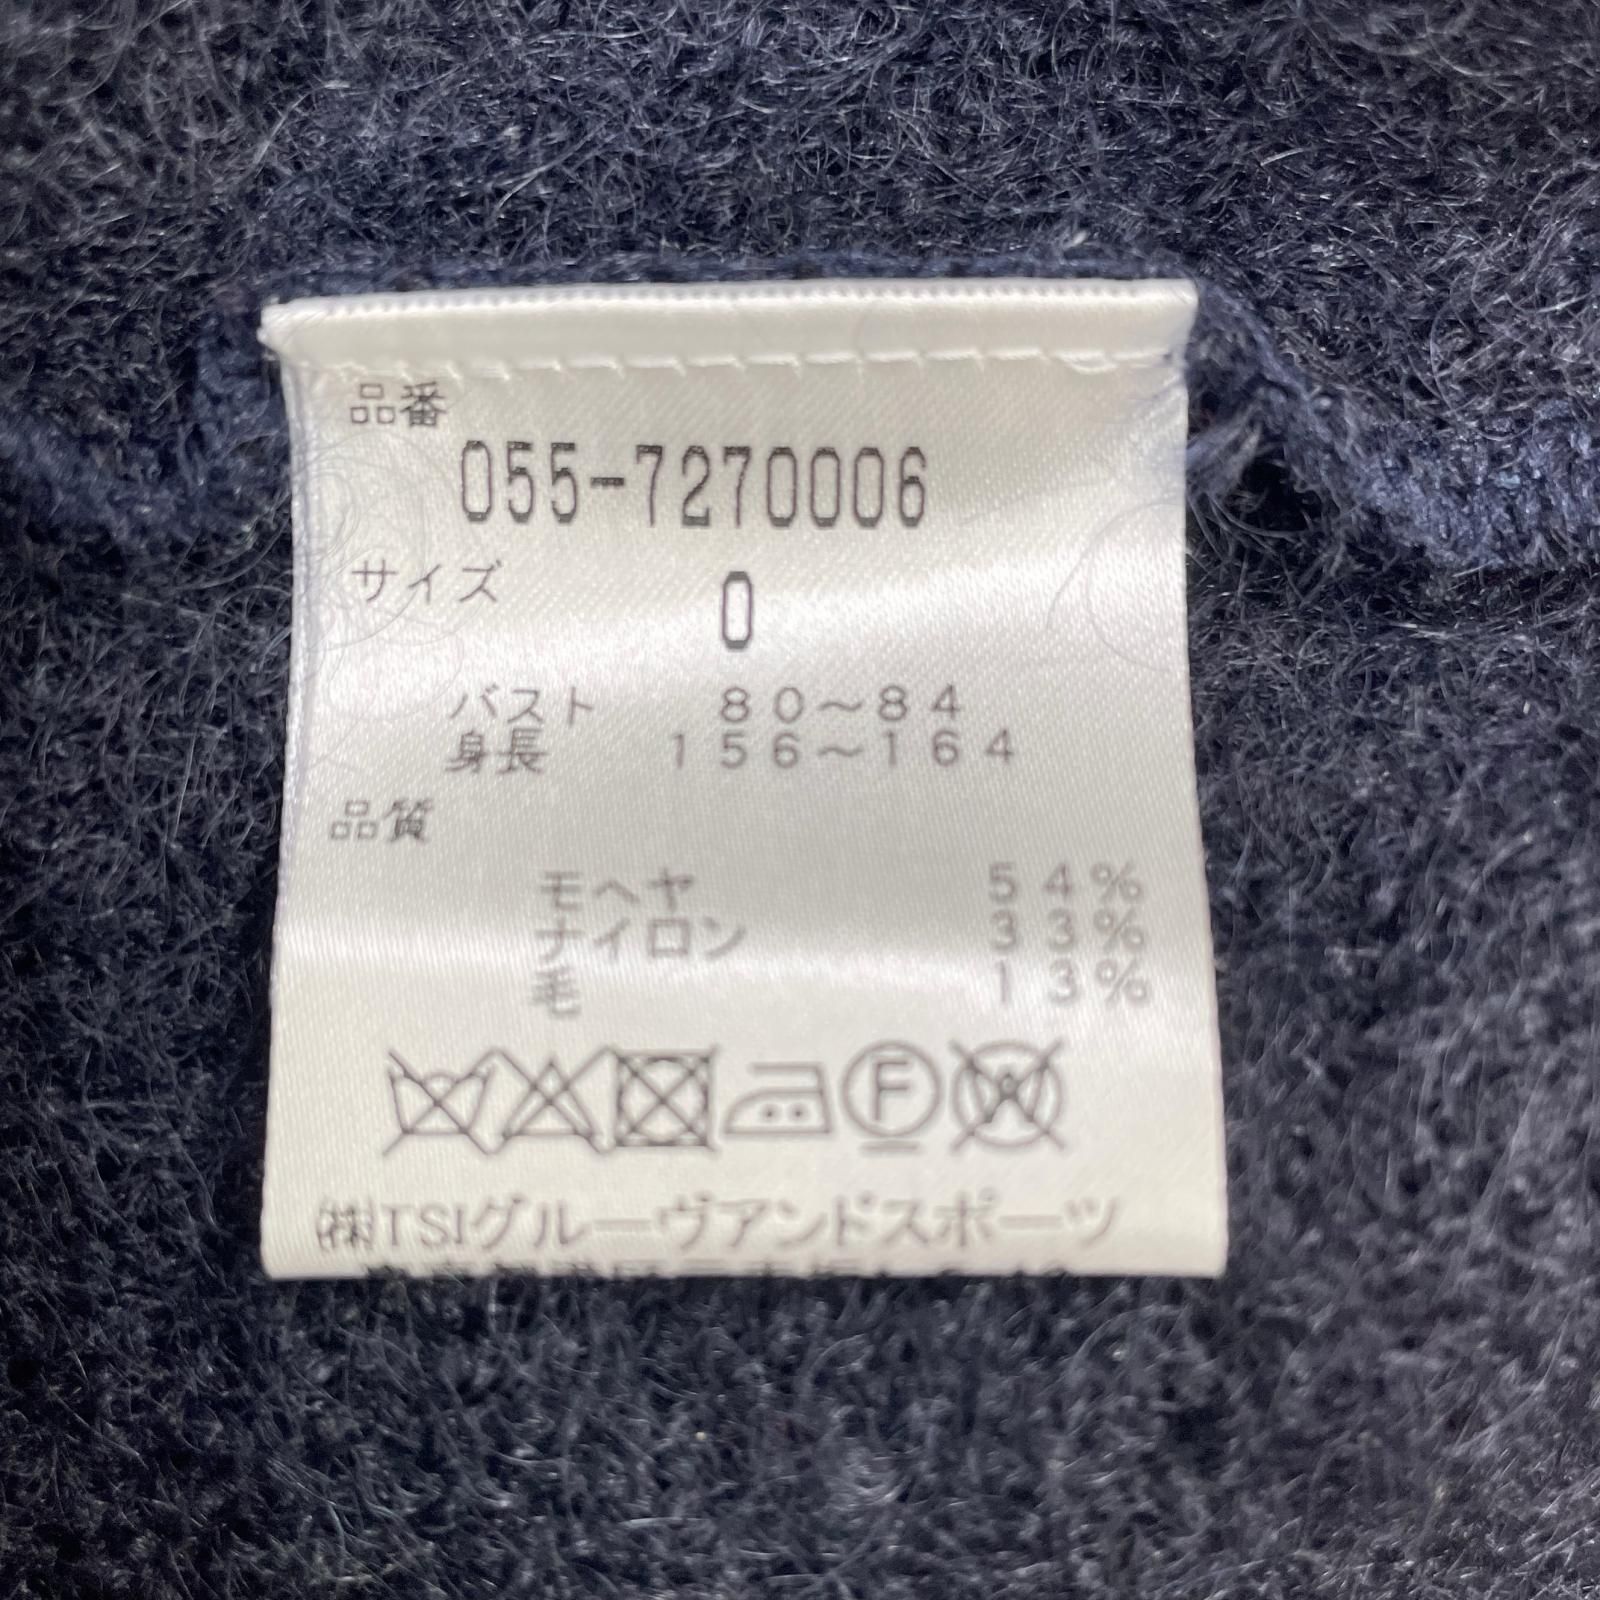 品番
055-7270006
サイズ 0
バスト 80～84
身長 156～164
品質
モヘヤ 54%
ナイロン 33%
毛 13%
F W
㈱TSIグルーヴアンドスポーツ